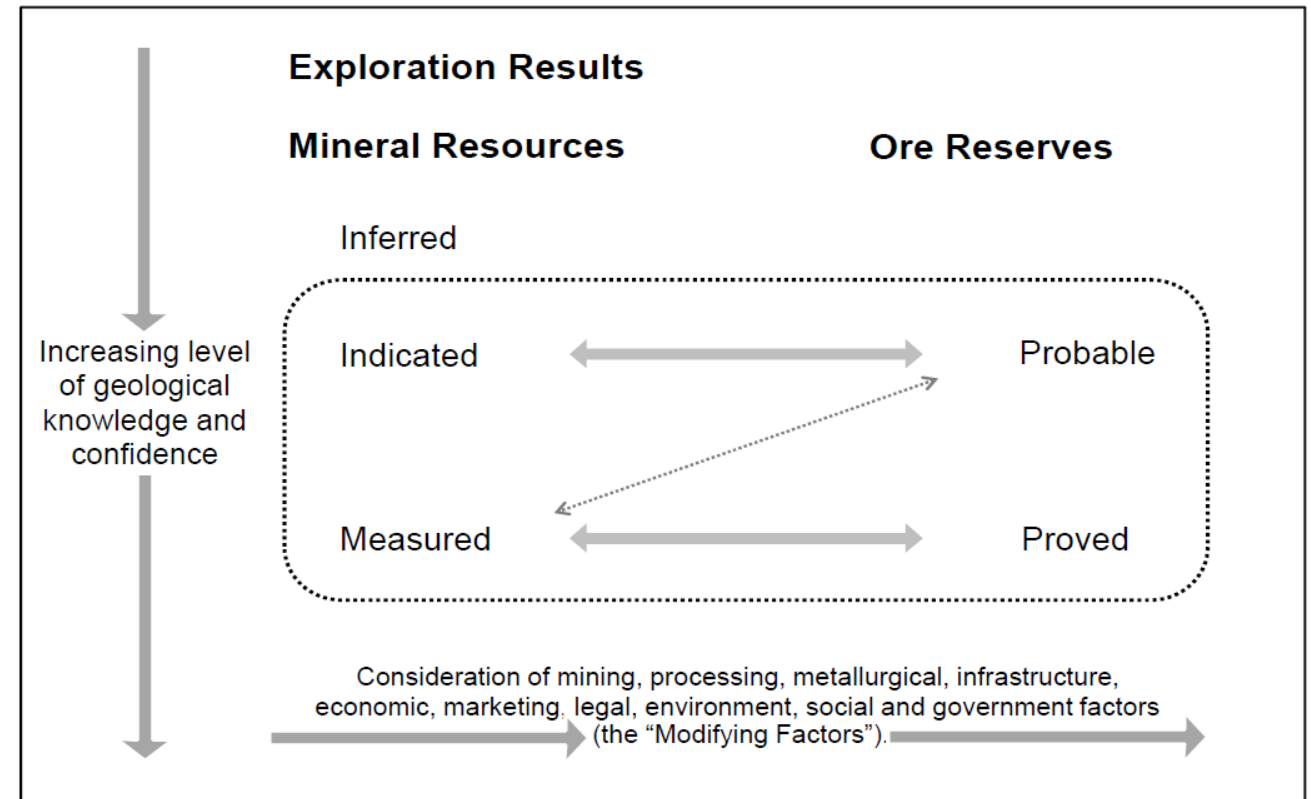 Exploration Results
Mineral Resources
Ore Reserves
Inferred
Increasing level
of geological
knowledge and
confidence
Indicated
Probable
Measured
Proved
Consideration of mining, processing, metallurgical, infrastructure,
economic, marketing, legal, environment, social and government factors
(the “Modifying Factors”).